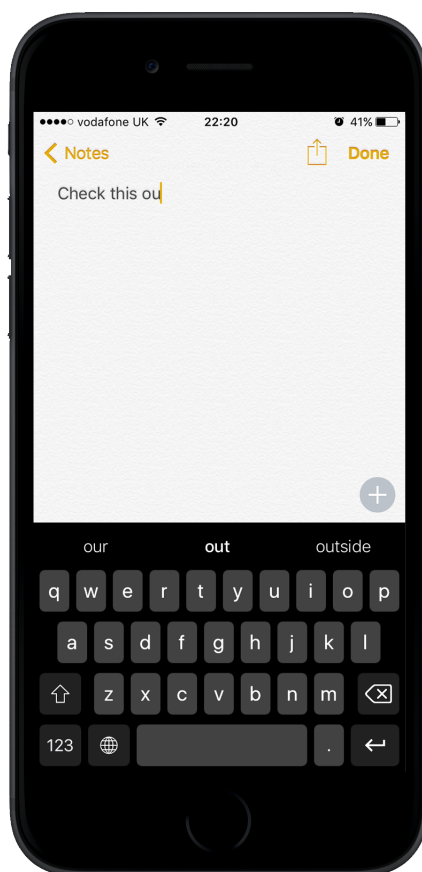 vodafone UK 22:20 41%
Notes Done
Check this ou
our out outside
q w e r t y u i o p
a s d f g h j k l
z x c v b n m
123 .